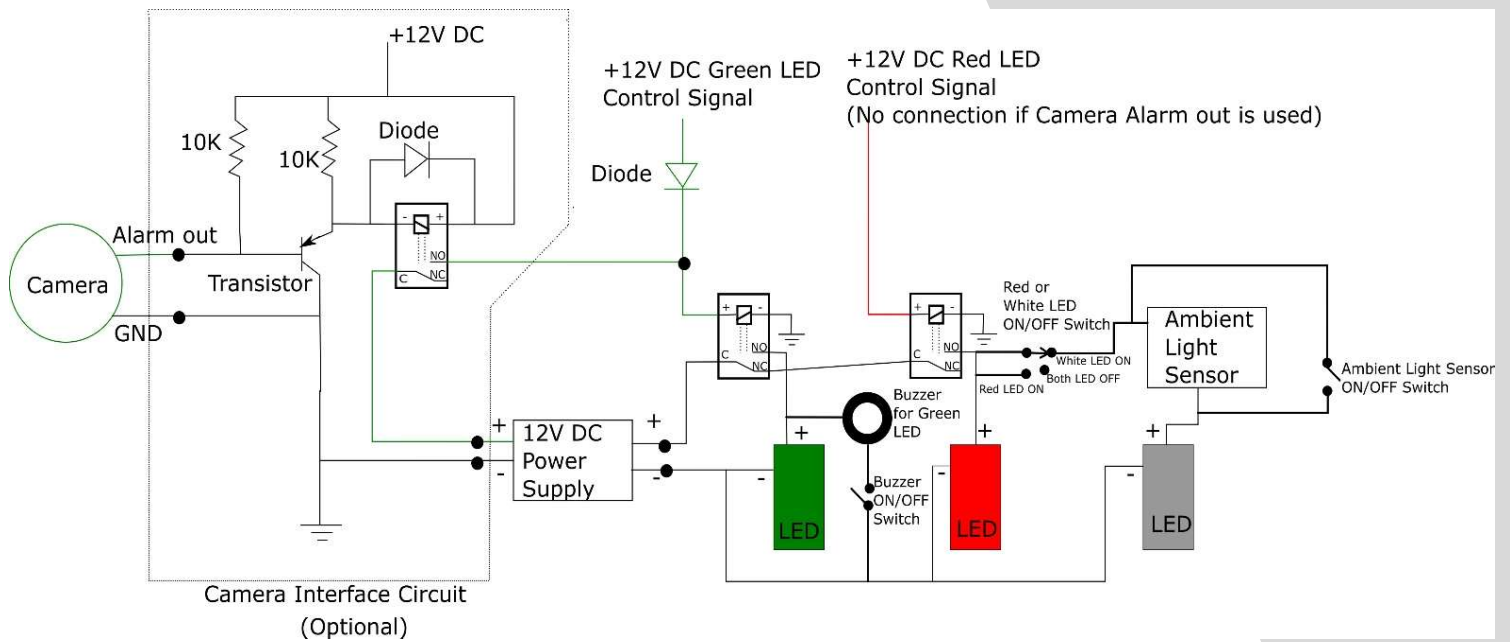 +12V DC
10K
10K
Diode
Alarm out
Camera
GND
Transistor
- +
NO
C
NC
+12V DC Green LED
Control Signal
Diode
+12V DC Red LED
Control Signal
(No connection if Camera Alarm out is used)
+ -
NO
C
NC
+ -
NO
C
NC
Red or
White LED
ON/OFF Switch
White LED ON
Both LED OFF
Red LED ON
Ambient
Light
Sensor
Ambient Light Sensor
ON/OFF Switch
+
-
12V DC
Power
Supply
+
-
+
-
LED
Buzzer
for Green
LED
Buzzer
ON/OFF
Switch
+
-
LED
+
-
LED
Camera Interface Circuit
(Optional)